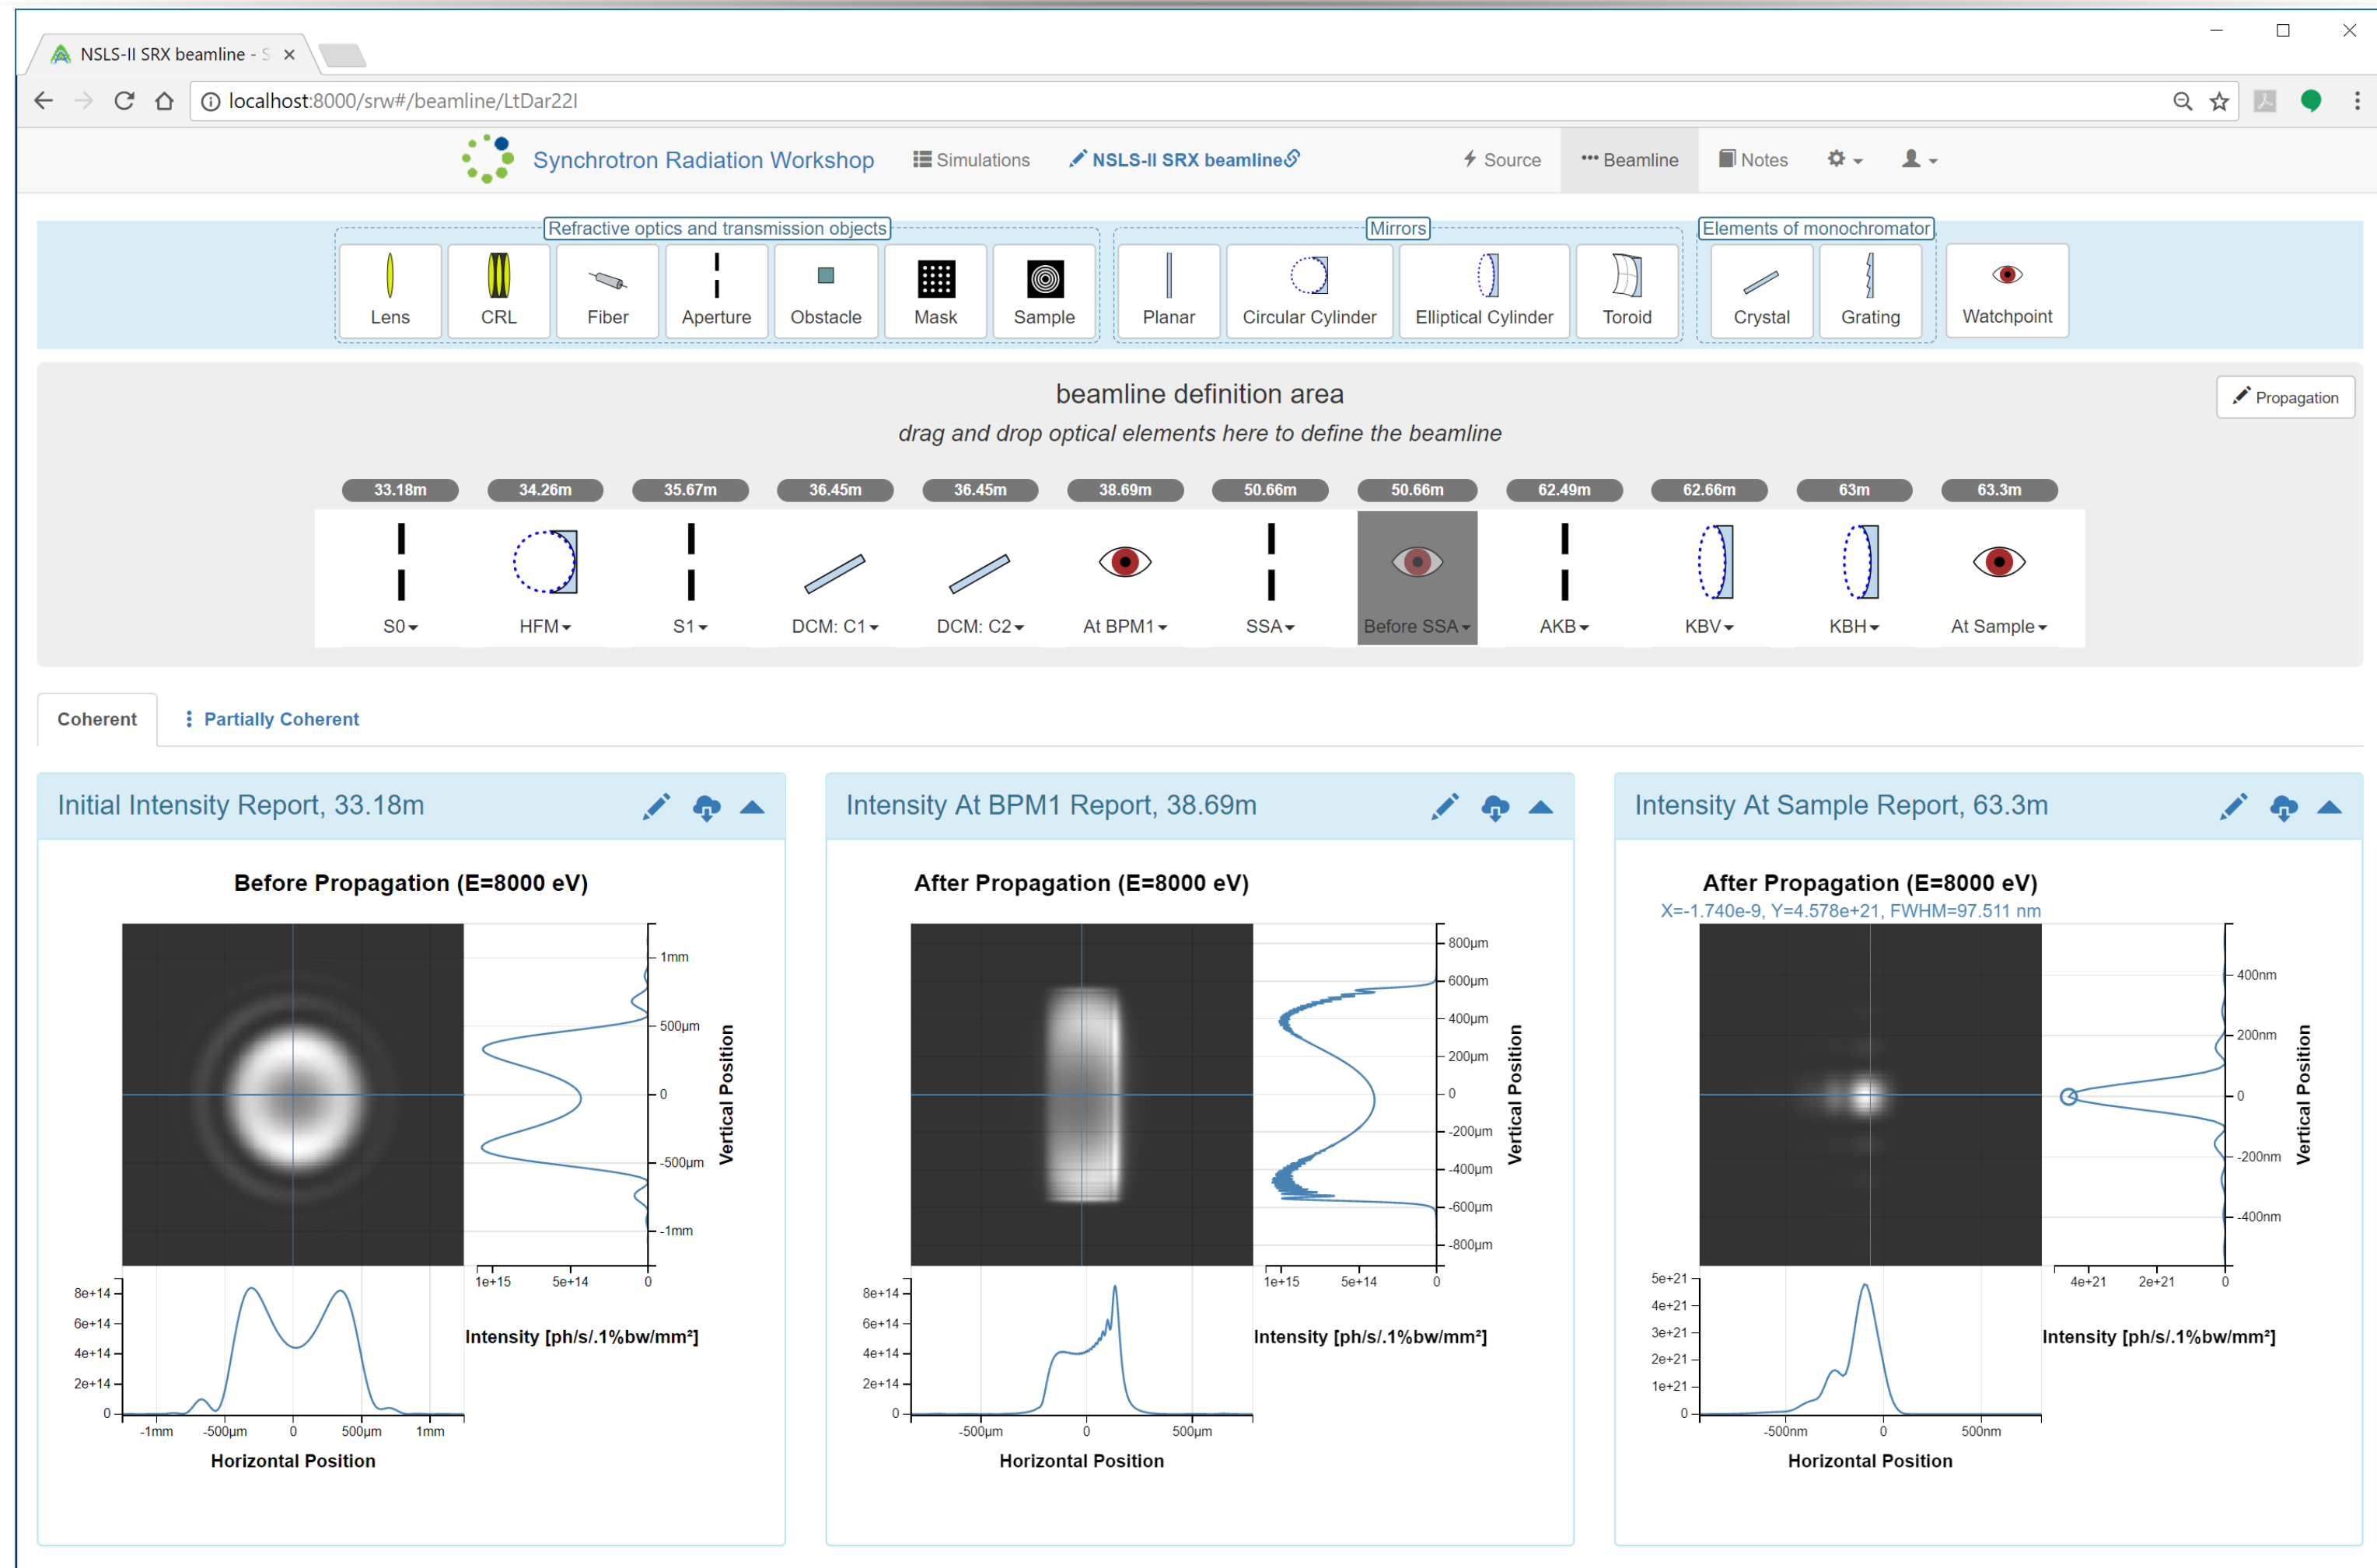 NSLS-II SRX beamline - S
localhost:8000/srw#/beamline/LtDar22I
Synchrotron Radiation Workshop Simulations NSLS-II SRX beamline Source Beamline Notes
Refractive optics and transmission objects Mirrors Elements of monochromator
Lens CRL Fiber Aperture Obstacle Mask Sample Planar Circular Cylinder Elliptical Cylinder Toroid Crystal Grating Watchpoint
beamline definition area
Propagation
drag and drop optical elements here to define the beamline
33.18m 34.26m 35.67m 36.45m 36.45m 38.69m 50.66m 50.66m 62.49m 62.66m 63m 63.3m
S0 HFM S1 DCM: C1 DCM: C2 At BPM1 SSA Before SSA AKB KBV KBH At Sample
Coherent Partially Coherent
Initial Intensity Report, 33.18m
Before Propagation (E=8000 eV)
1mm
500µm
0
-500µm
-1mm
Vertical Position
1e+15 5e+14 0
Intensity [ph/s/.1%bw/mm²]
8e+14
6e+14
4e+14
2e+14
0
-1mm -500µm 0 500µm 1mm
Horizontal Position
Intensity At BPM1 Report, 38.69m
After Propagation (E=8000 eV)
800µm
600µm
400µm
200µm
0
-200µm
-400µm
-600µm
-800µm
Vertical Position
1e+15 5e+14 0
Intensity [ph/s/.1%bw/mm²]
8e+14
6e+14
4e+14
2e+14
0
-500µm 0 500µm
Horizontal Position
Intensity At Sample Report, 63.3m
After Propagation (E=8000 eV)
X=-1.740e-9, Y=4.578e+21, FWHM=97.511 nm
400nm
200nm
0
-200nm
-400nm
Vertical Position
4e+21 2e+21 0
Intensity [ph/s/.1%bw/mm²]
5e+21
4e+21
3e+21
2e+21
1e+21
0
-500nm 0 500nm
Horizontal Position